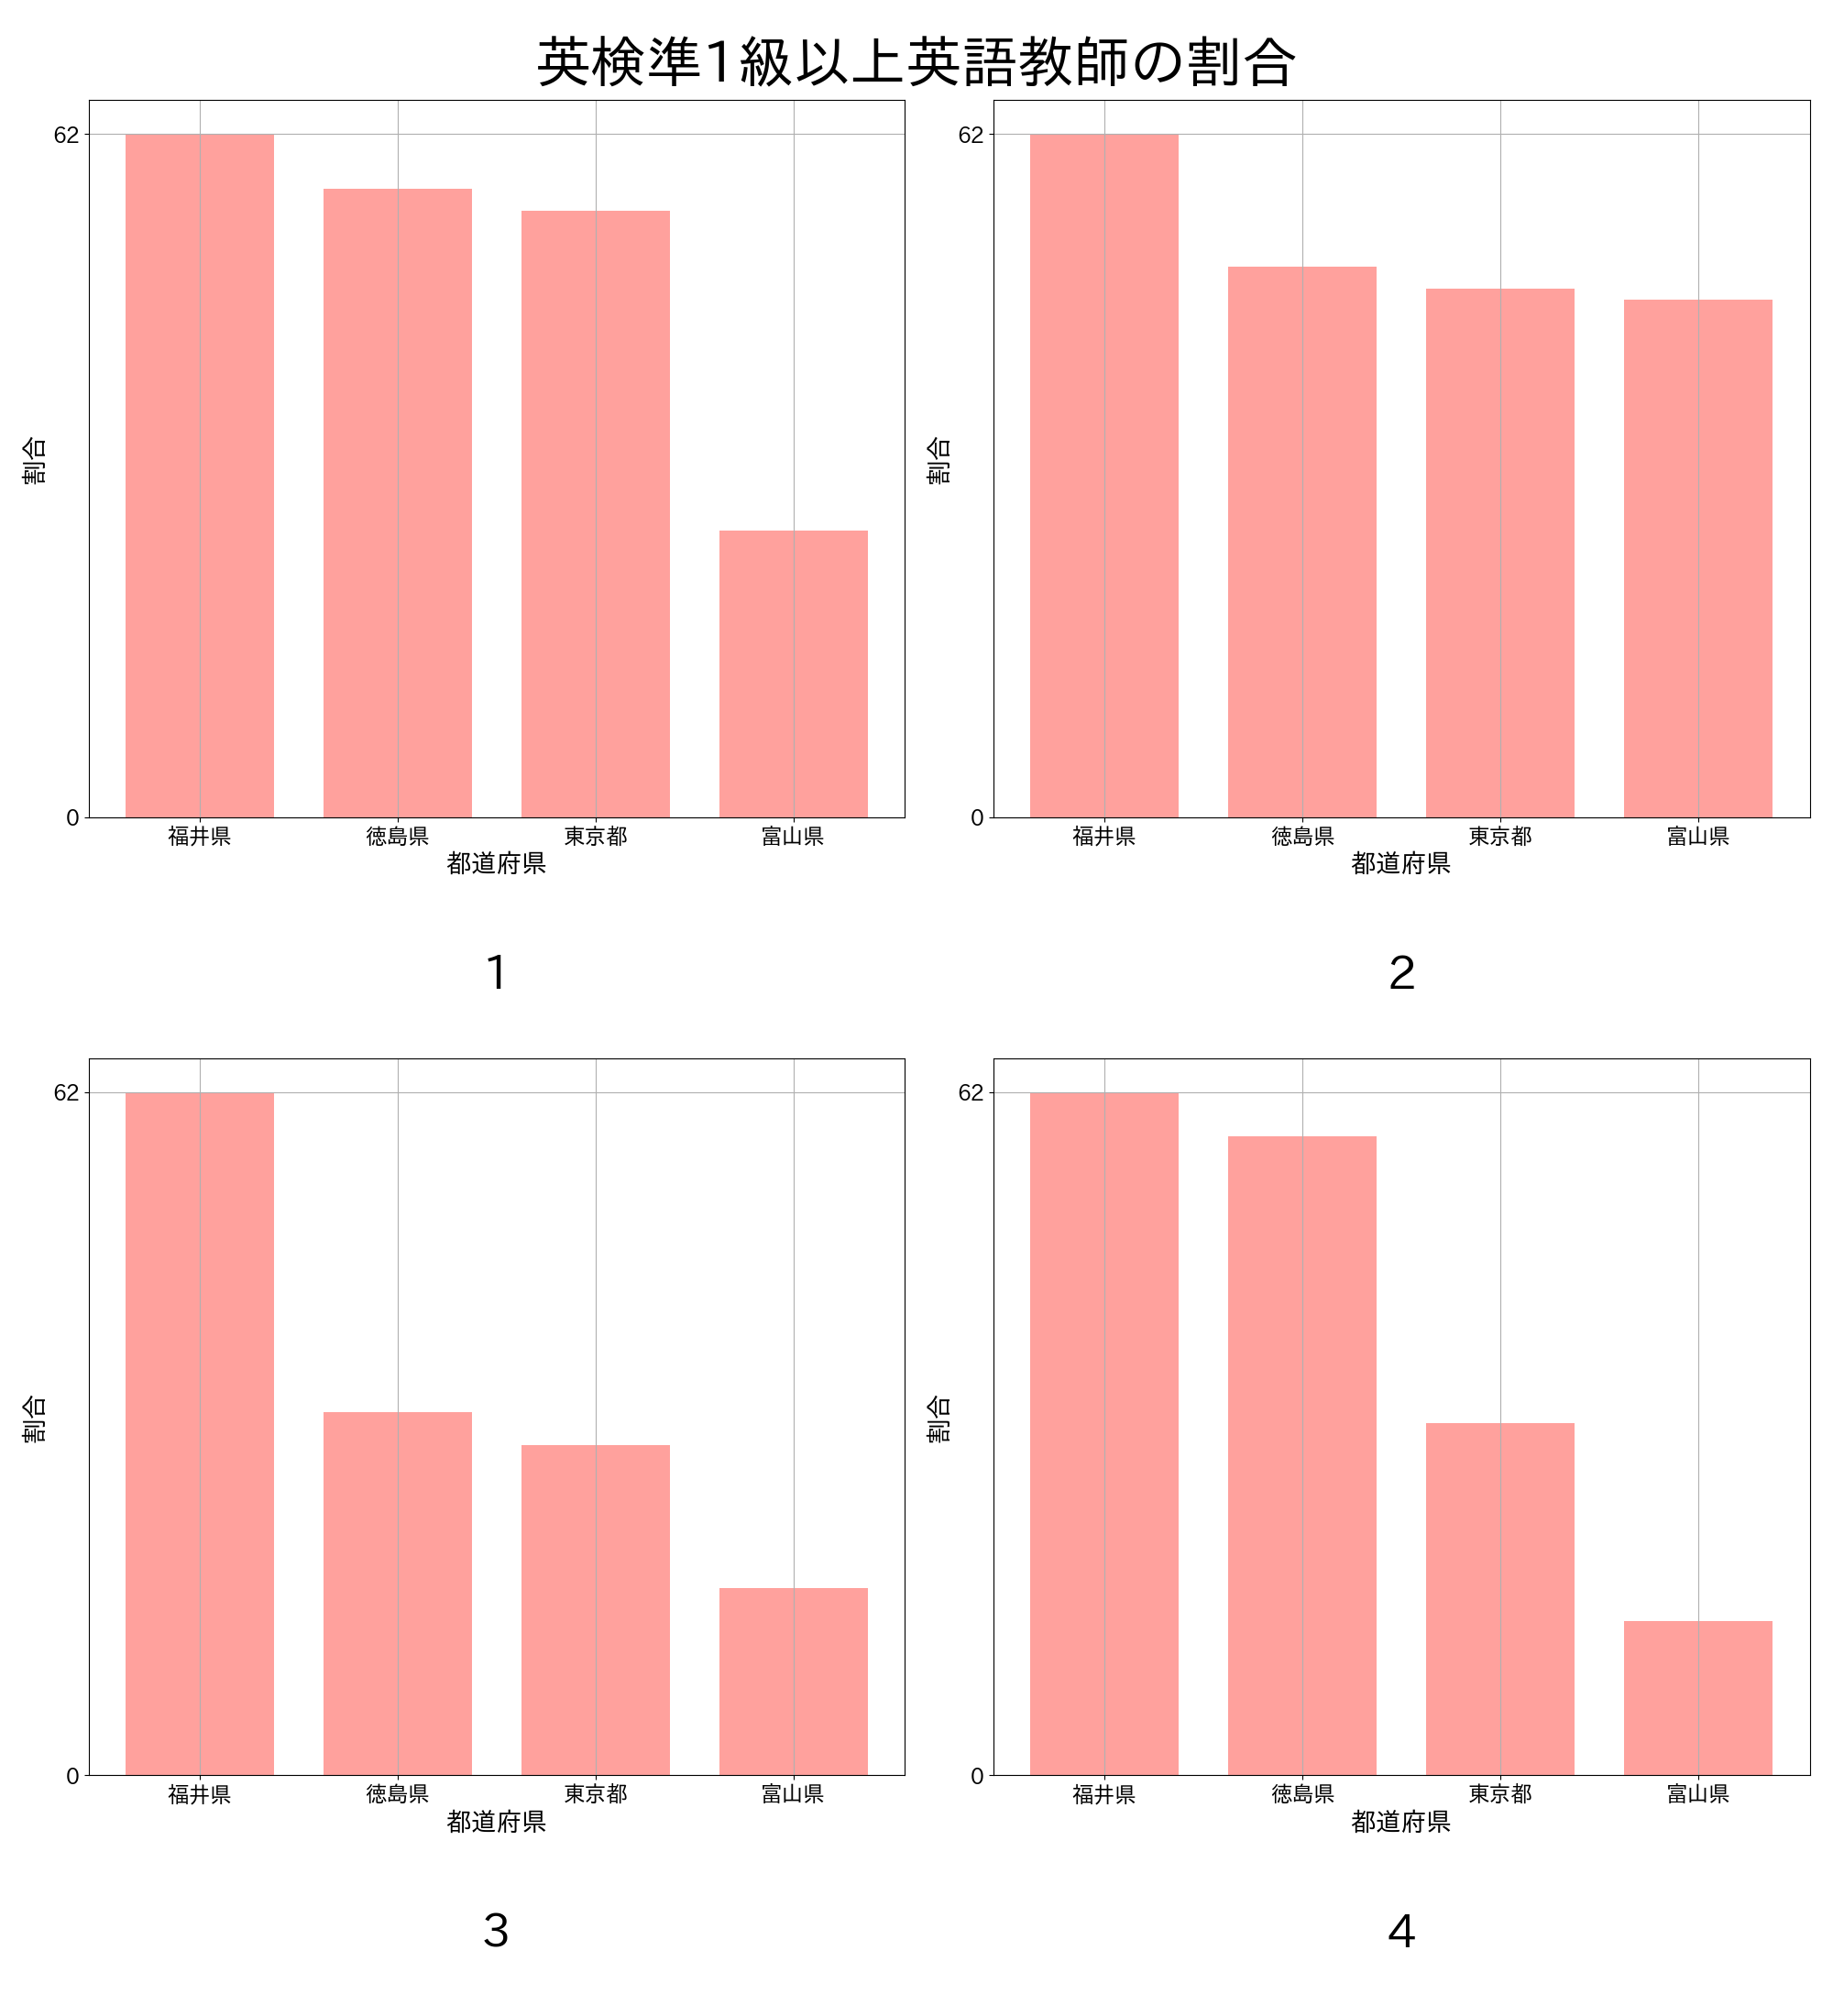 英検準1級以上英語教師の割合
62
0
割合
福井県 徳島県 東京都 富山県
都道府県
1
62
0
割合
福井県 徳島県 東京都 富山県
都道府県
2
62
0
割合
福井県 徳島県 東京都 富山県
都道府県
3
62
0
割合
福井県 徳島県 東京都 富山県
都道府県
4